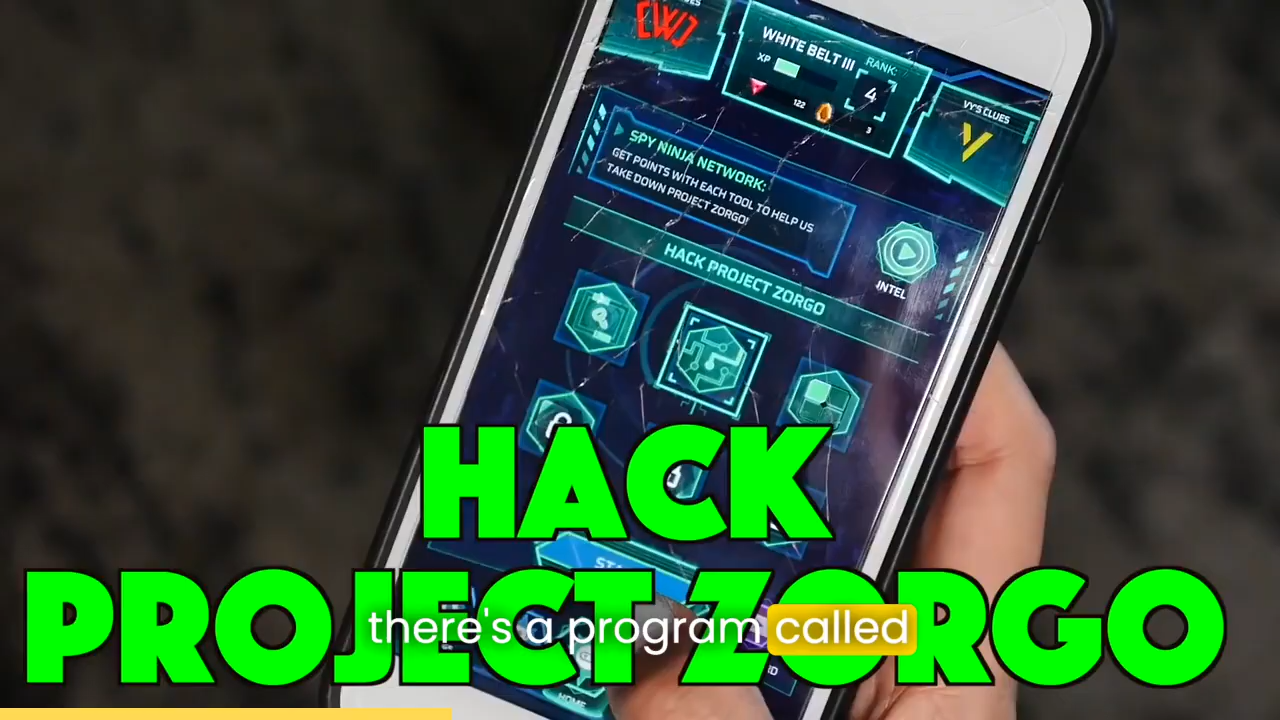 WHITE BELT III
RANK:
XP
4
122
3
VY'S CLUES
SPY NINJA NETWORK:
GET POINTS WITH EACH TOOL TO HELP US
TAKE DOWN PROJECT ZORGO!
INTEL
HACK PROJECT ZORGO
HACK
PROJECT ZORGO
there's a program called
HOME